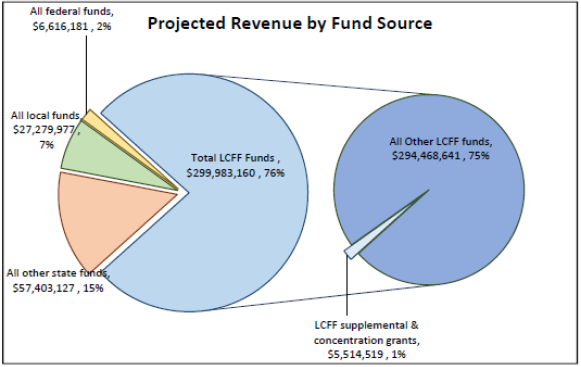 Projected Revenue by Fund Source
All federal funds,
$6,616,181 , 2%
All local funds,
$27,279,977 ,
7%
All other state funds,
$57,403,127 , 15%
Total LCFF Funds ,
$299,983,160 , 76%
All Other LCFF funds,
$294,468,641 , 75%
LCFF supplemental &
concentration grants,
$5,514,519 , 1%